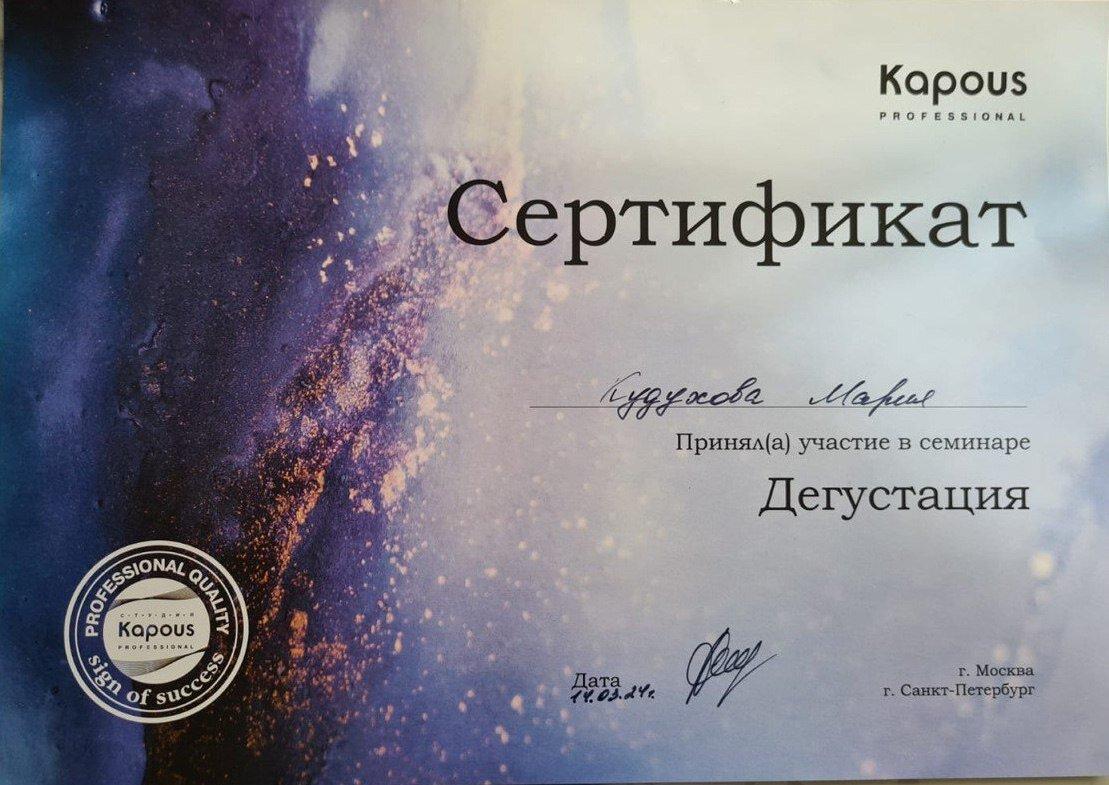 Kapous
PROFESSIONAL
Сертификат
Кудухова Мария
Принял(а) участие в семинаре
Дегустация
PROFESSIONAL QUALITY
СТУДИЯ
Kapous
PROFESSIONAL
sign of success
Дата
14.03.24г.
г. Москва
г. Санкт-Петербург